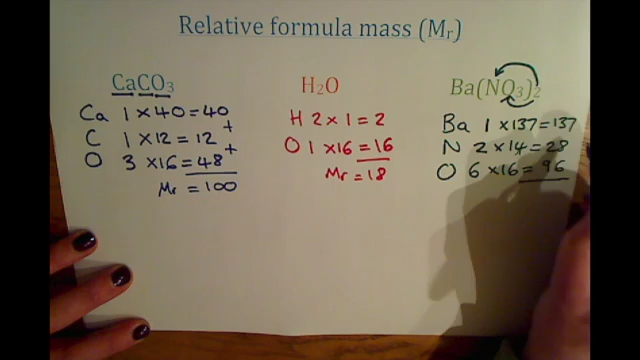 Relative formula mass (Mr)
CaCO3
Ca 1 × 40 = 40
C 1 × 12 = 12 +
O 3 × 16 = 48 +
Mr = 100
H2O
H 2 × 1 = 2
O 1 × 16 = 16
Mr = 18
Ba(NO3)2
Ba 1 × 137 = 137
N 2 × 14 = 28
O 6 × 16 = 96